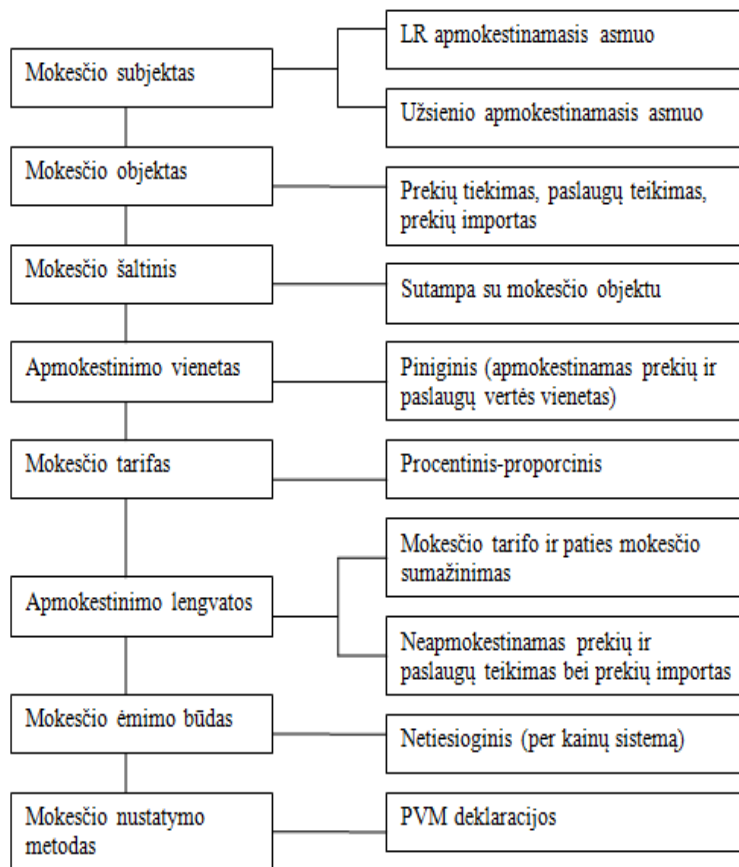 LR apmokestinamasis asmuo
Mokesčio subjektas
Užsienio apmokestinamasis asmuo
Mokesčio objektas
Prekių tiekimas, paslaugų teikimas,
prekių importas
Mokesčio šaltinis
Sutampa su mokesčio objektu
Apmokestinimo vienetas
Piniginis (apmokestinamas prekių ir
paslaugų vertės vienetas)
Mokesčio tarifas
Procentinis-proporcinis
Mokesčio tarifo ir paties mokesčio
sumažinimas
Apmokestinimo lengvatos
Neapmokestinamas prekių ir
paslaugų teikimas bei prekių importas
Mokesčio ėmimo būdas
Netiesioginis (per kainų sistemą)
Mokesčio nustatymo
metodas
PVM deklaracijos